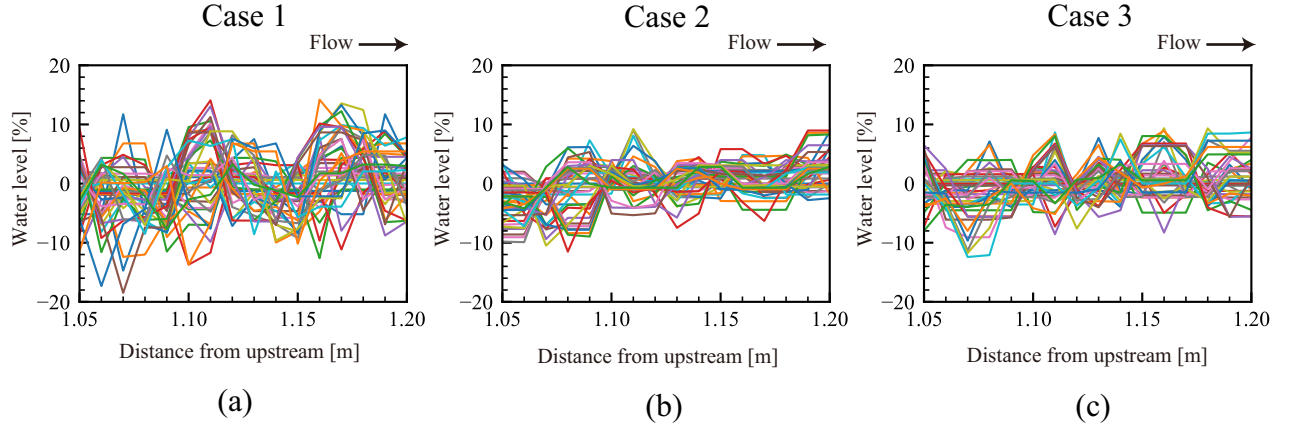 Case 1
Flow
20
10
0
−10
−20
Water level [%]
1.05
1.10
1.15
1.20
Distance from upstream [m]
(a)
Case 2
Flow
20
10
0
−10
−20
Water level [%]
1.05
1.10
1.15
1.20
Distance from upstream [m]
(b)
Case 3
Flow
20
10
0
−10
−20
Water level [%]
1.05
1.10
1.15
1.20
Distance from upstream [m]
(c)